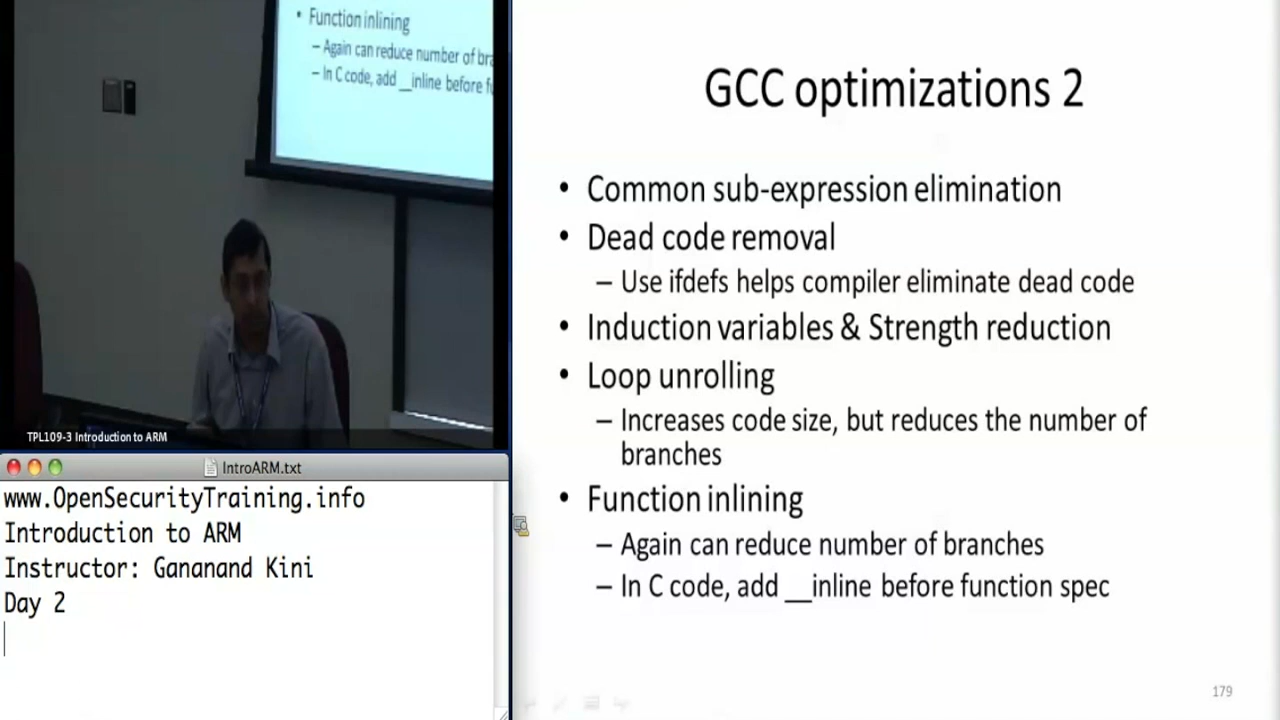 • Function inlining
– Again can reduce number of bra
– In C code, add __inline before fu
TPL109-3 Introduction to ARM
IntroARM.txt
www.OpenSecurityTraining.info
Introduction to ARM
Instructor: Gananand Kini
Day 2
GCC optimizations 2
• Common sub-expression elimination
• Dead code removal
– Use ifdefs helps compiler eliminate dead code
• Induction variables & Strength reduction
• Loop unrolling
– Increases code size, but reduces the number of
branches
• Function inlining
– Again can reduce number of branches
– In C code, add __inline before function spec
179